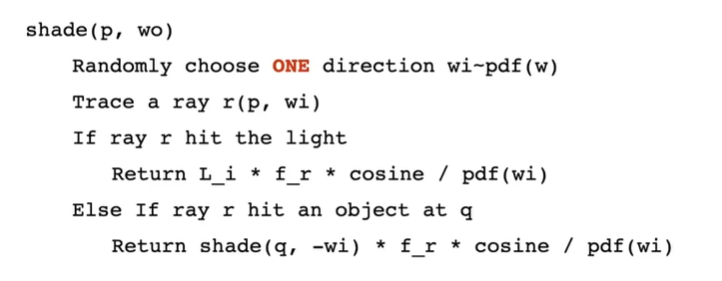 shade(p, wo)
Randomly choose ONE direction wi~pdf(w)
Trace a ray r(p, wi)
If ray r hit the light
Return L_i * f_r * cosine / pdf(wi)
Else If ray r hit an object at q
Return shade(q, -wi) * f_r * cosine / pdf(wi)